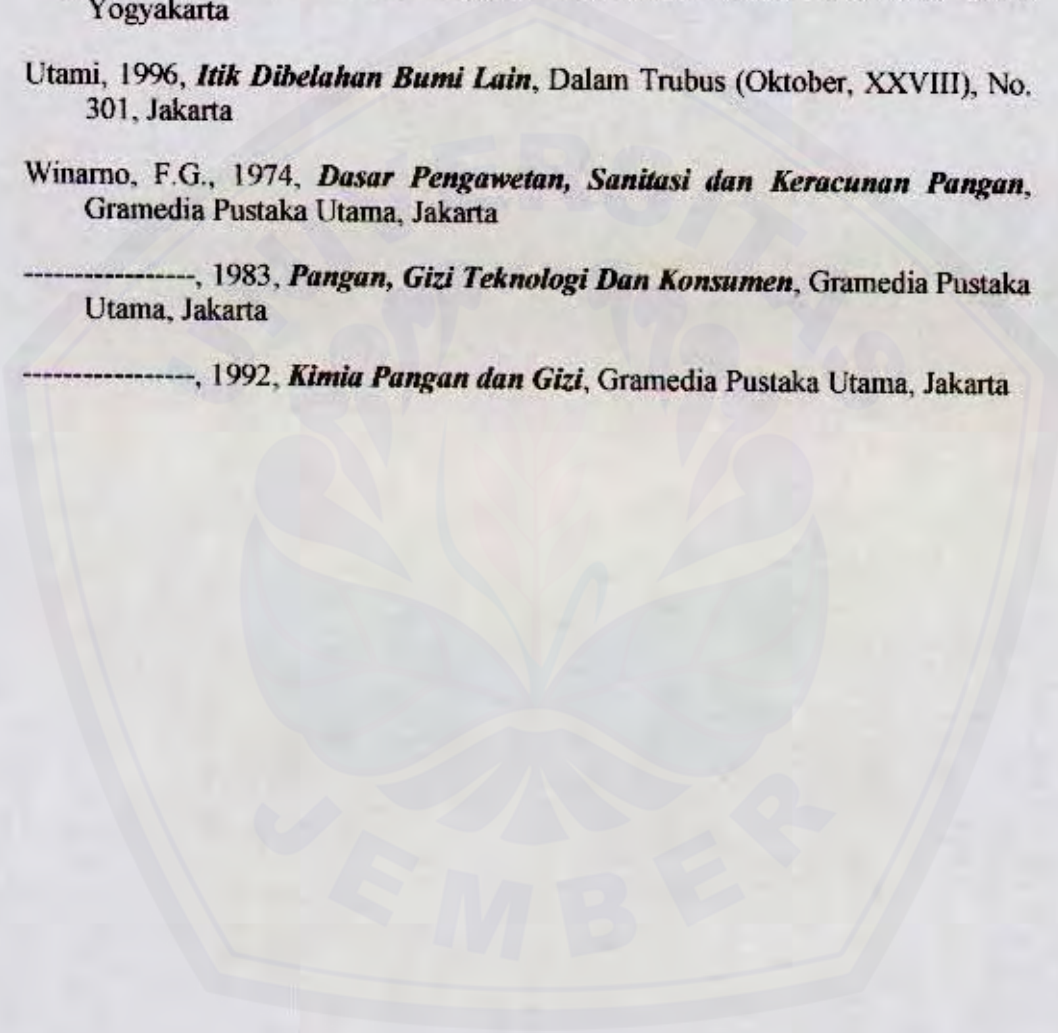 Yogyakarta
Utami, 1996, Itik Dibelahan Bumi Lain, Dalam Trubus (Oktober, XXVIII), No.
301, Jakarta
Winarno, F.G., 1974, Dasar Pengawetan, Sanitasi dan Keracunan Pangan,
Gramedia Pustaka Utama, Jakarta
-----------------, 1983, Pangan, Gizi Teknologi Dan Konsumen, Gramedia Pustaka
Utama, Jakarta
-----------------, 1992, Kimia Pangan dan Gizi, Gramedia Pustaka Utama, Jakarta
UNIVERSITAS
JEMBER